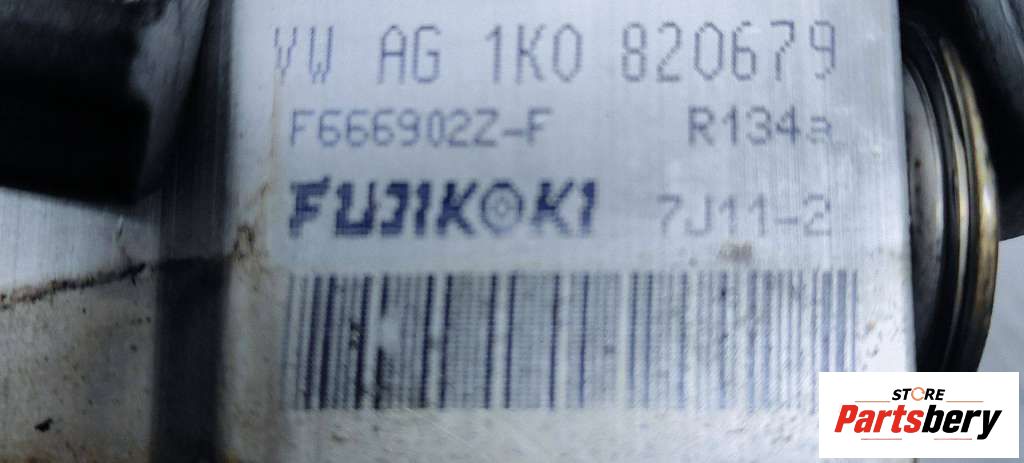 VW AG 1K0 820679
F666902Z-F R134a
FUJIKOKI 7J11-2
STORE
Partsbery